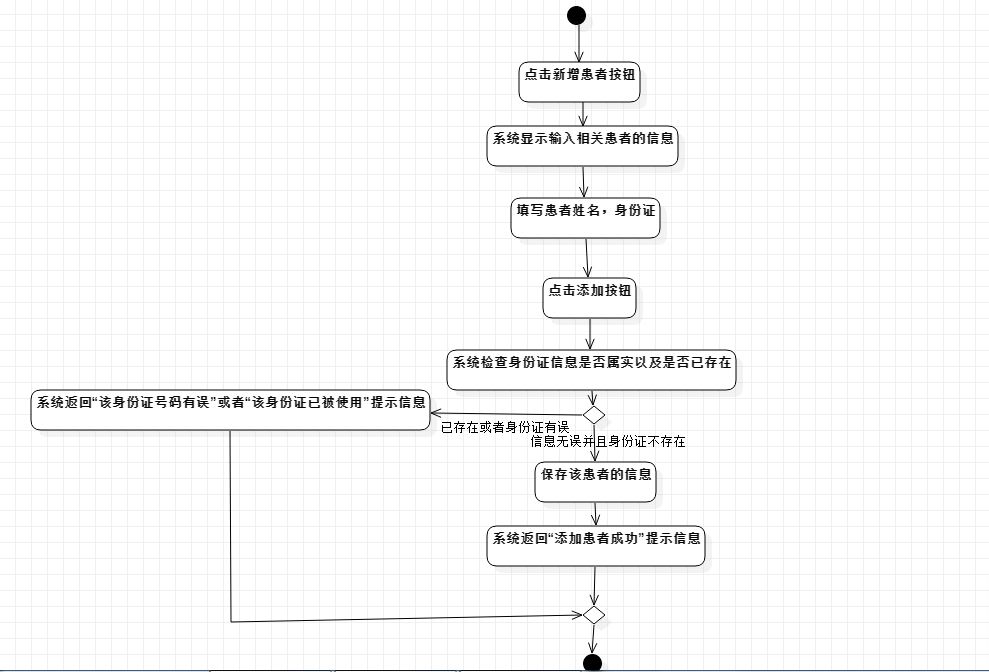 点击新增患者按钮
系统显示输入相关患者的信息
填写患者姓名，身份证
点击添加按钮
系统检查身份证信息是否属实以及是否已存在
系统返回“该身份证号码有误”或者“该身份证已被使用”提示信息
已存在或者身份证有误
信息无误并且身份证不存在
保存该患者的信息
系统返回“添加患者成功”提示信息